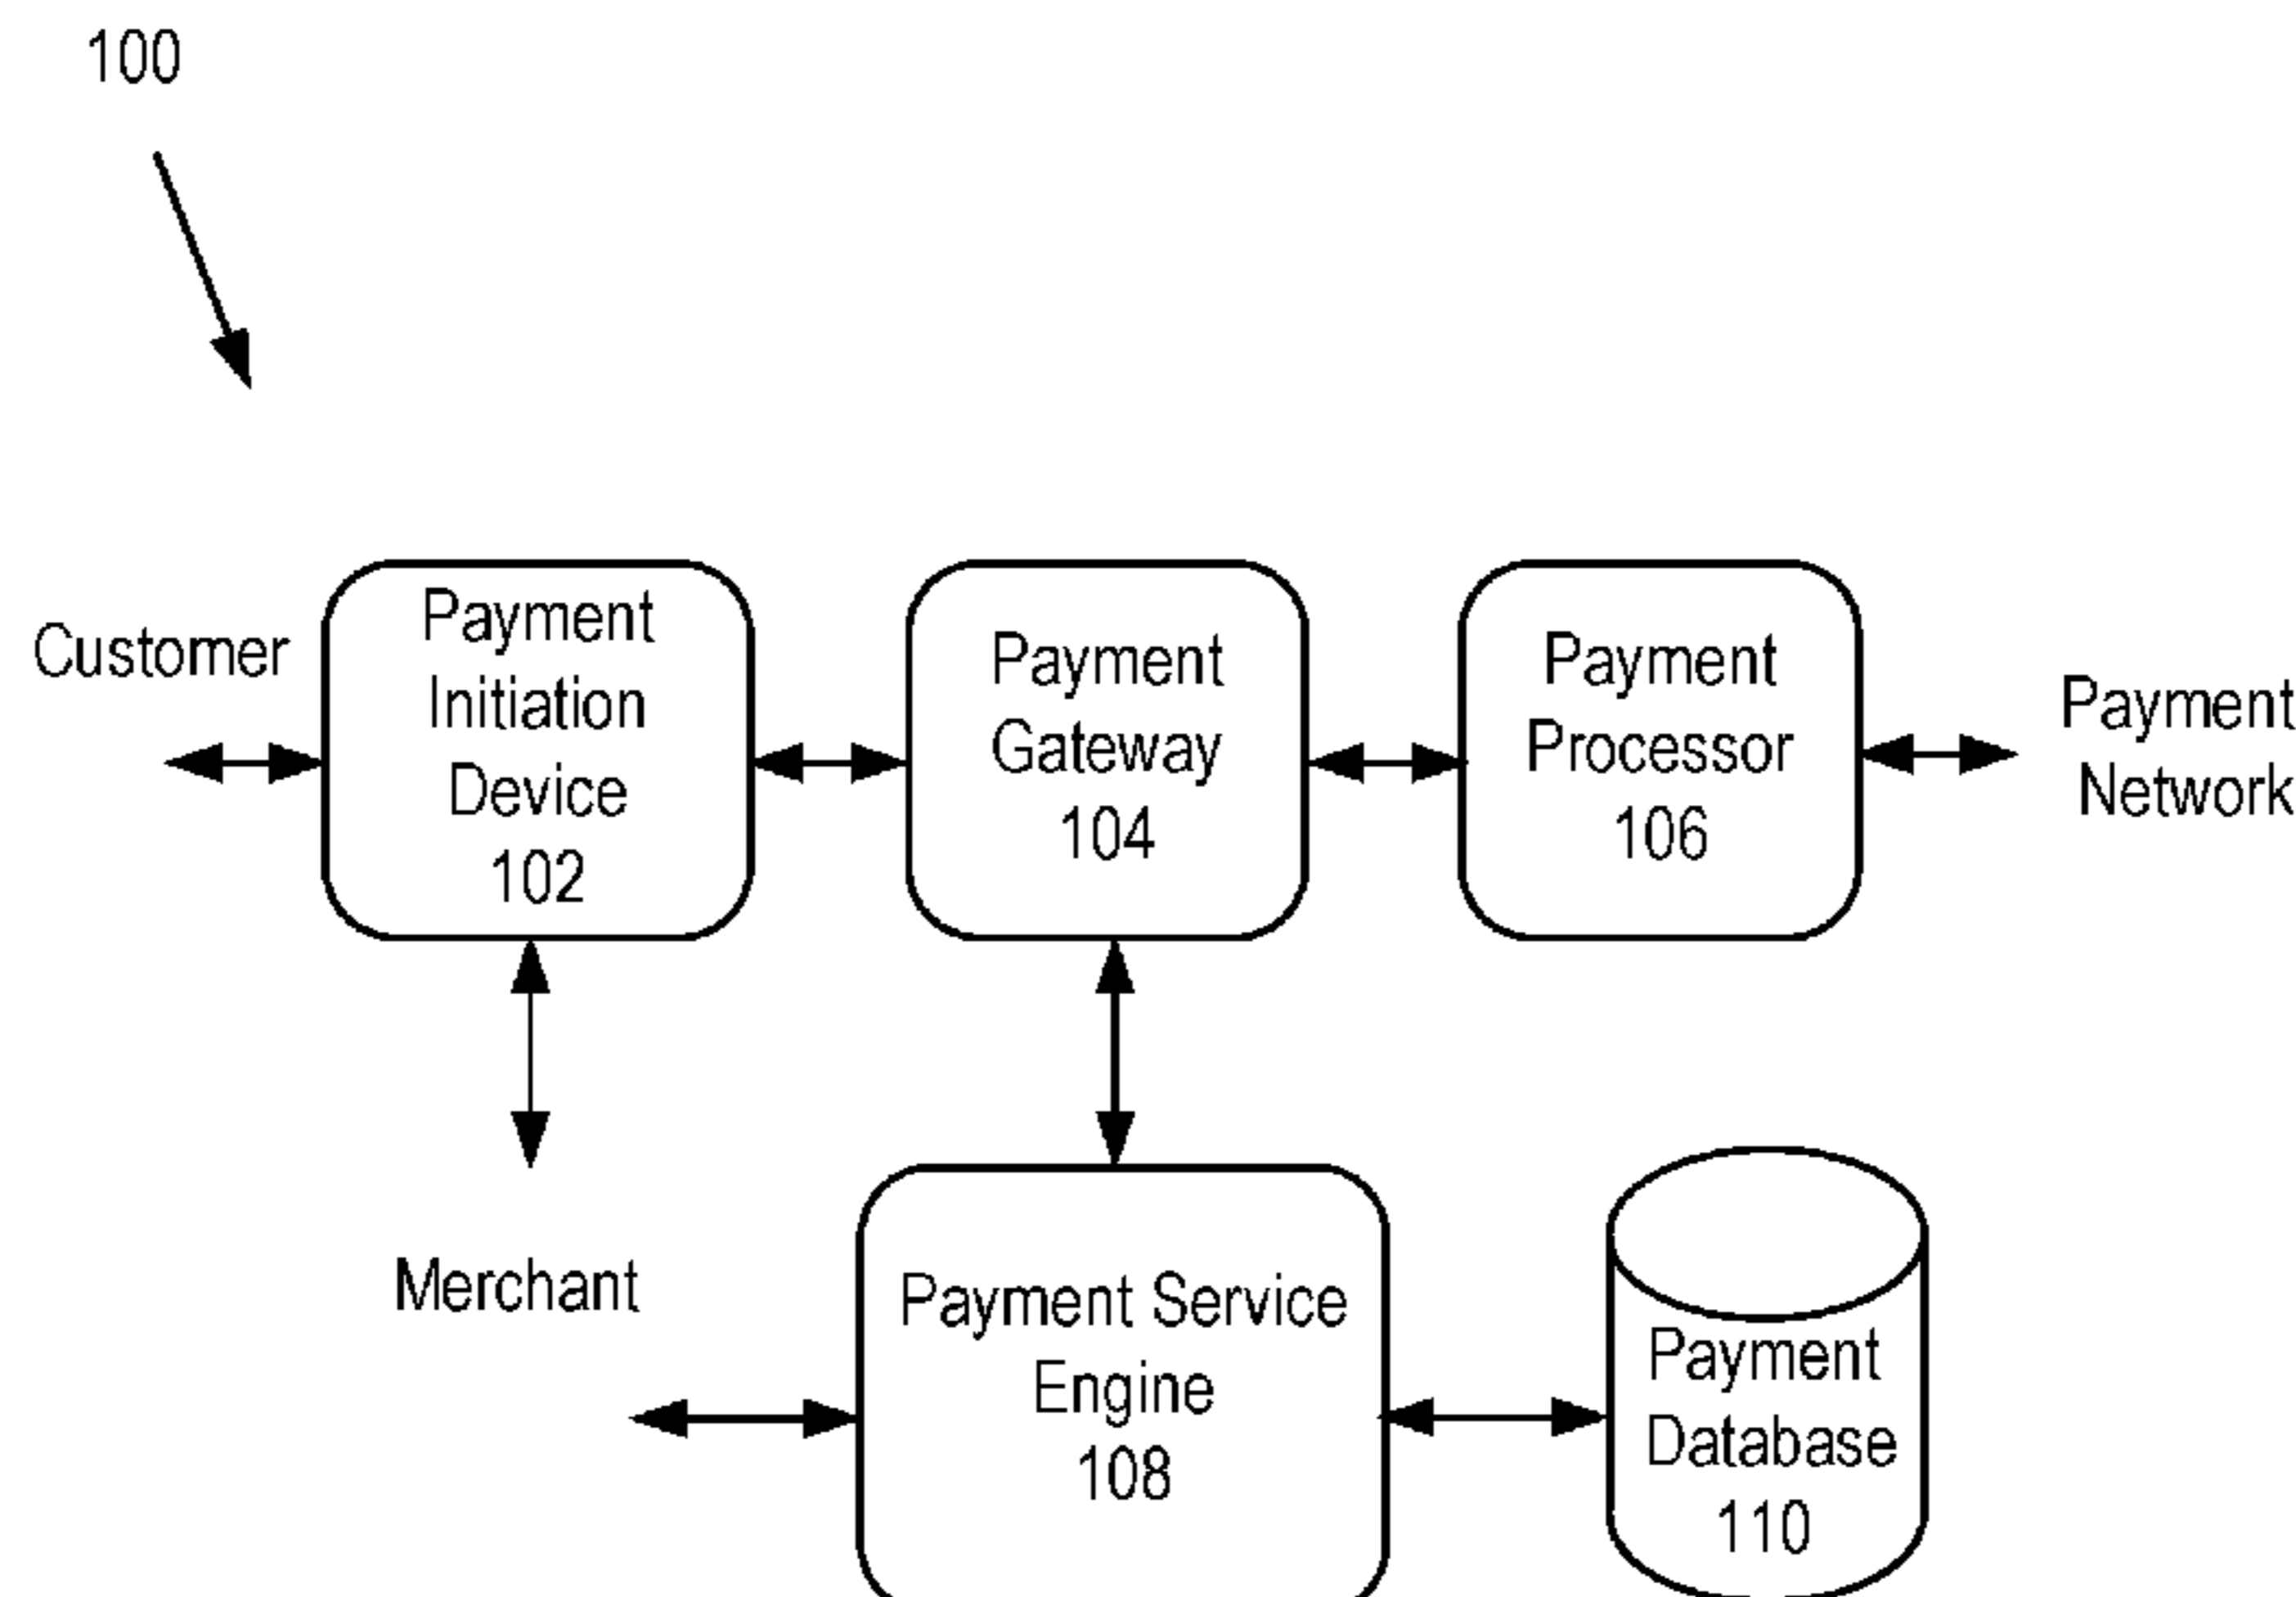 100
Customer
Payment
Initiation
Device
102
Payment
Gateway
104
Payment
Processor
106
Payment
Network
Merchant
Payment Service
Engine
108
Payment
Database
110